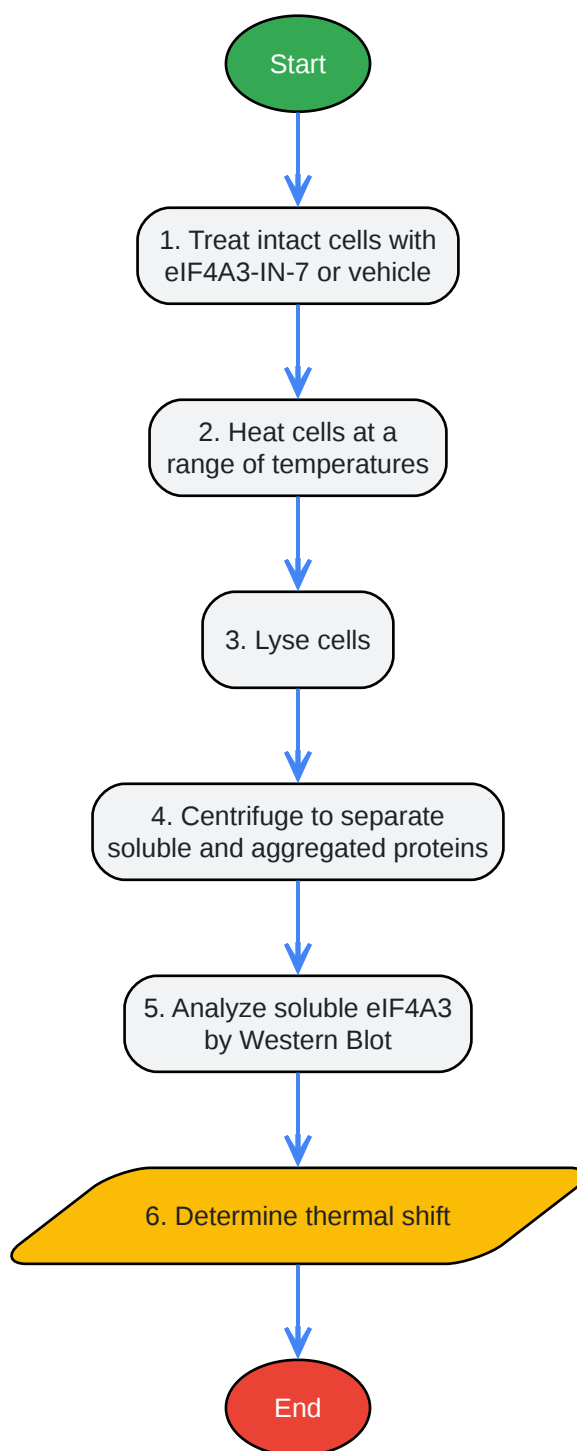 Start
1. Treat intact cells with
eIF4A3-IN-7 or vehicle
2. Heat cells at a
range of temperatures
3. Lyse cells
4. Centrifuge to separate
soluble and aggregated proteins
5. Analyze soluble eIF4A3
by Western Blot
6. Determine thermal shift
End